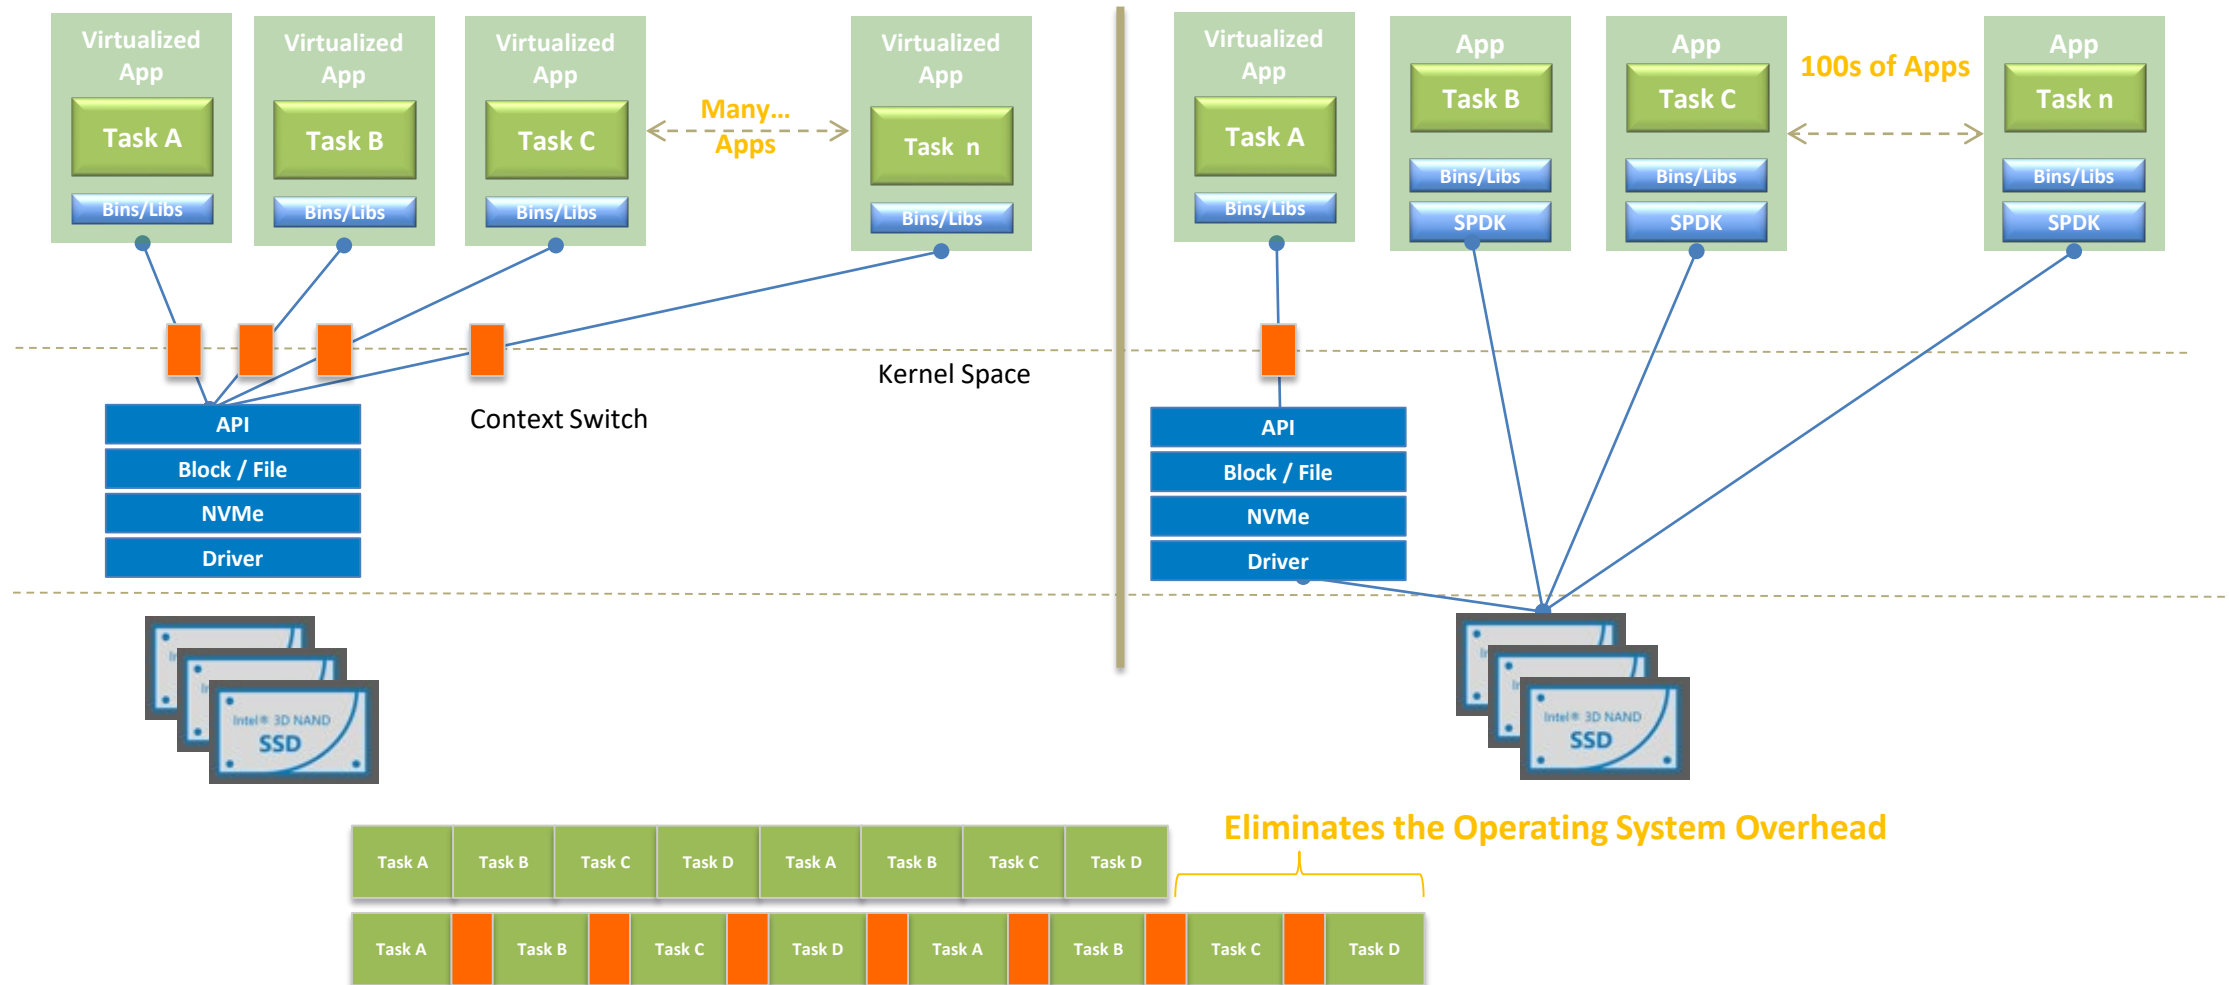 Virtualized
App
Task A
Bins/Libs
Virtualized
App
Task B
Bins/Libs
Virtualized
App
Task C
Bins/Libs
Many...
Apps
Virtualized
App
Task n
Bins/Libs
Kernel Space
Context Switch
API
Block / File
NVMe
Driver
Intel® 3D NAND
SSD
Virtualized
App
Task A
Bins/Libs
App
Task B
Bins/Libs
SPDK
App
Task C
Bins/Libs
SPDK
100s of Apps
App
Task n
Bins/Libs
SPDK
API
Block / File
NVMe
Driver
Intel® 3D NAND
SSD
Eliminates the Operating System Overhead
Task A Task B Task C Task D Task A Task B Task C Task D
Task A Task B Task C Task D Task A Task B Task C Task D